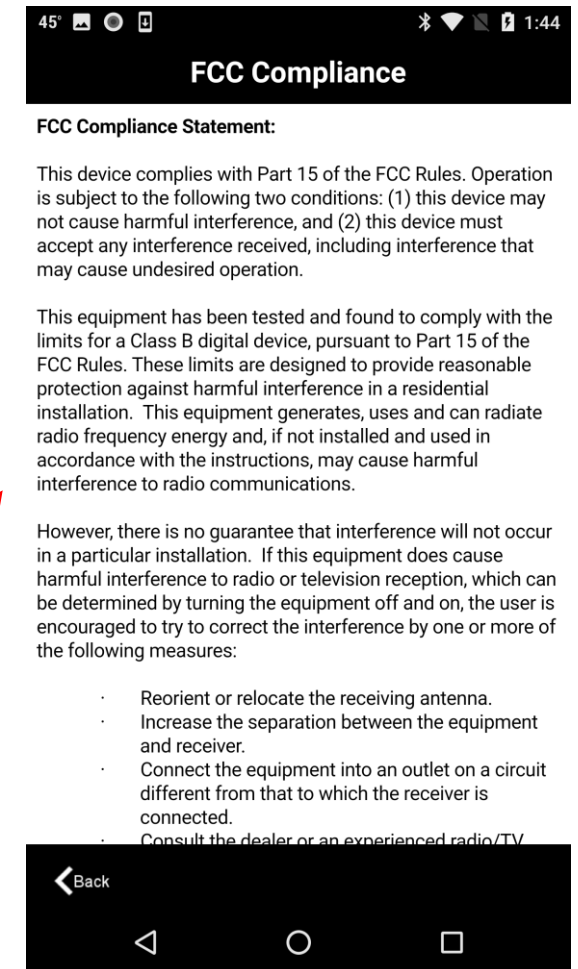 45° 1:44
FCC Compliance
FCC Compliance Statement:
This device complies with Part 15 of the FCC Rules. Operation
is subject to the following two conditions: (1) this device may
not cause harmful interference, and (2) this device must
accept any interference received, including interference that
may cause undesired operation.
This equipment has been tested and found to comply with the
limits for a Class B digital device, pursuant to Part 15 of the
FCC Rules. These limits are designed to provide reasonable
protection against harmful interference in a residential
installation.  This equipment generates, uses and can radiate
radio frequency energy and, if not installed and used in
accordance with the instructions, may cause harmful
interference to radio communications.
However, there is no guarantee that interference will not occur
in a particular installation.  If this equipment does cause
harmful interference to radio or television reception, which can
be determined by turning the equipment off and on, the user is
encouraged to try to correct the interference by one or more of
the following measures:
· Reorient or relocate the receiving antenna.
· Increase the separation between the equipment
and receiver.
· Connect the equipment into an outlet on a circuit
different from that to which the receiver is
connected.
· Consult the dealer or an experienced radio/TV
Back